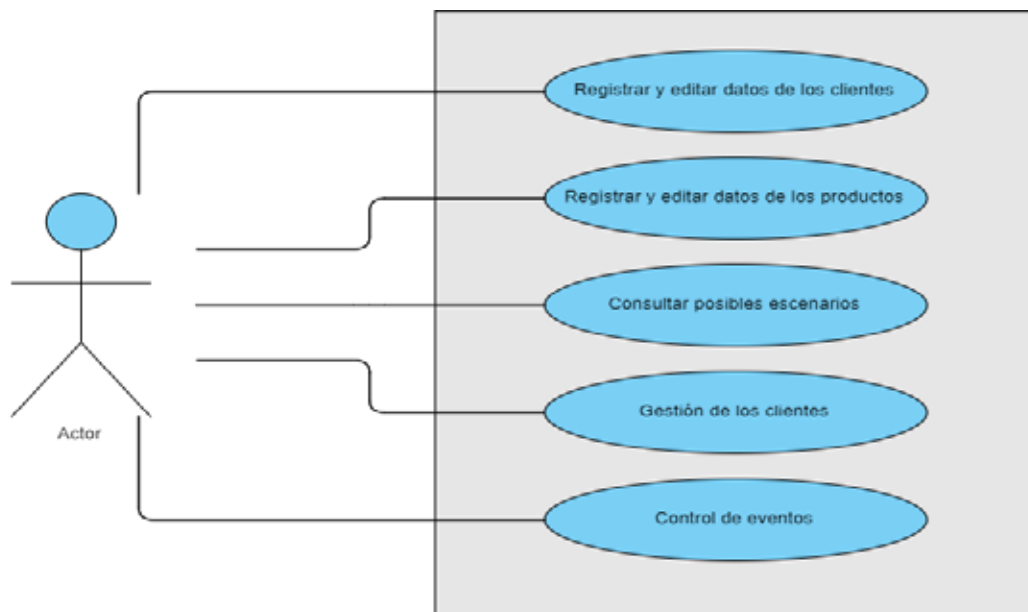 Registrar y editar datos de los clientes
Registrar y editar datos de los productos
Consultar posibles escenarios
Gestión de los clientes
Actor
Control de eventos